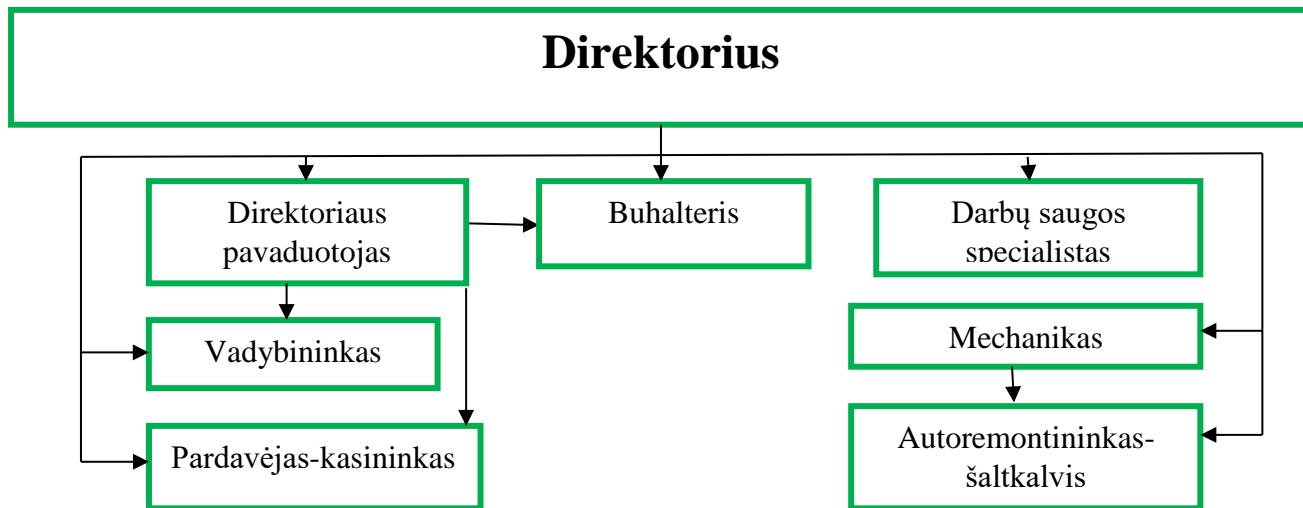 Direktorius
Direktoriaus
pavaduotojas
Buhalteris
Darbų saugos
specialistas
Vadybininkas
Mechanikas
Pardavėjas-kasininkas
Autoremontininkas-
šaltkalvis